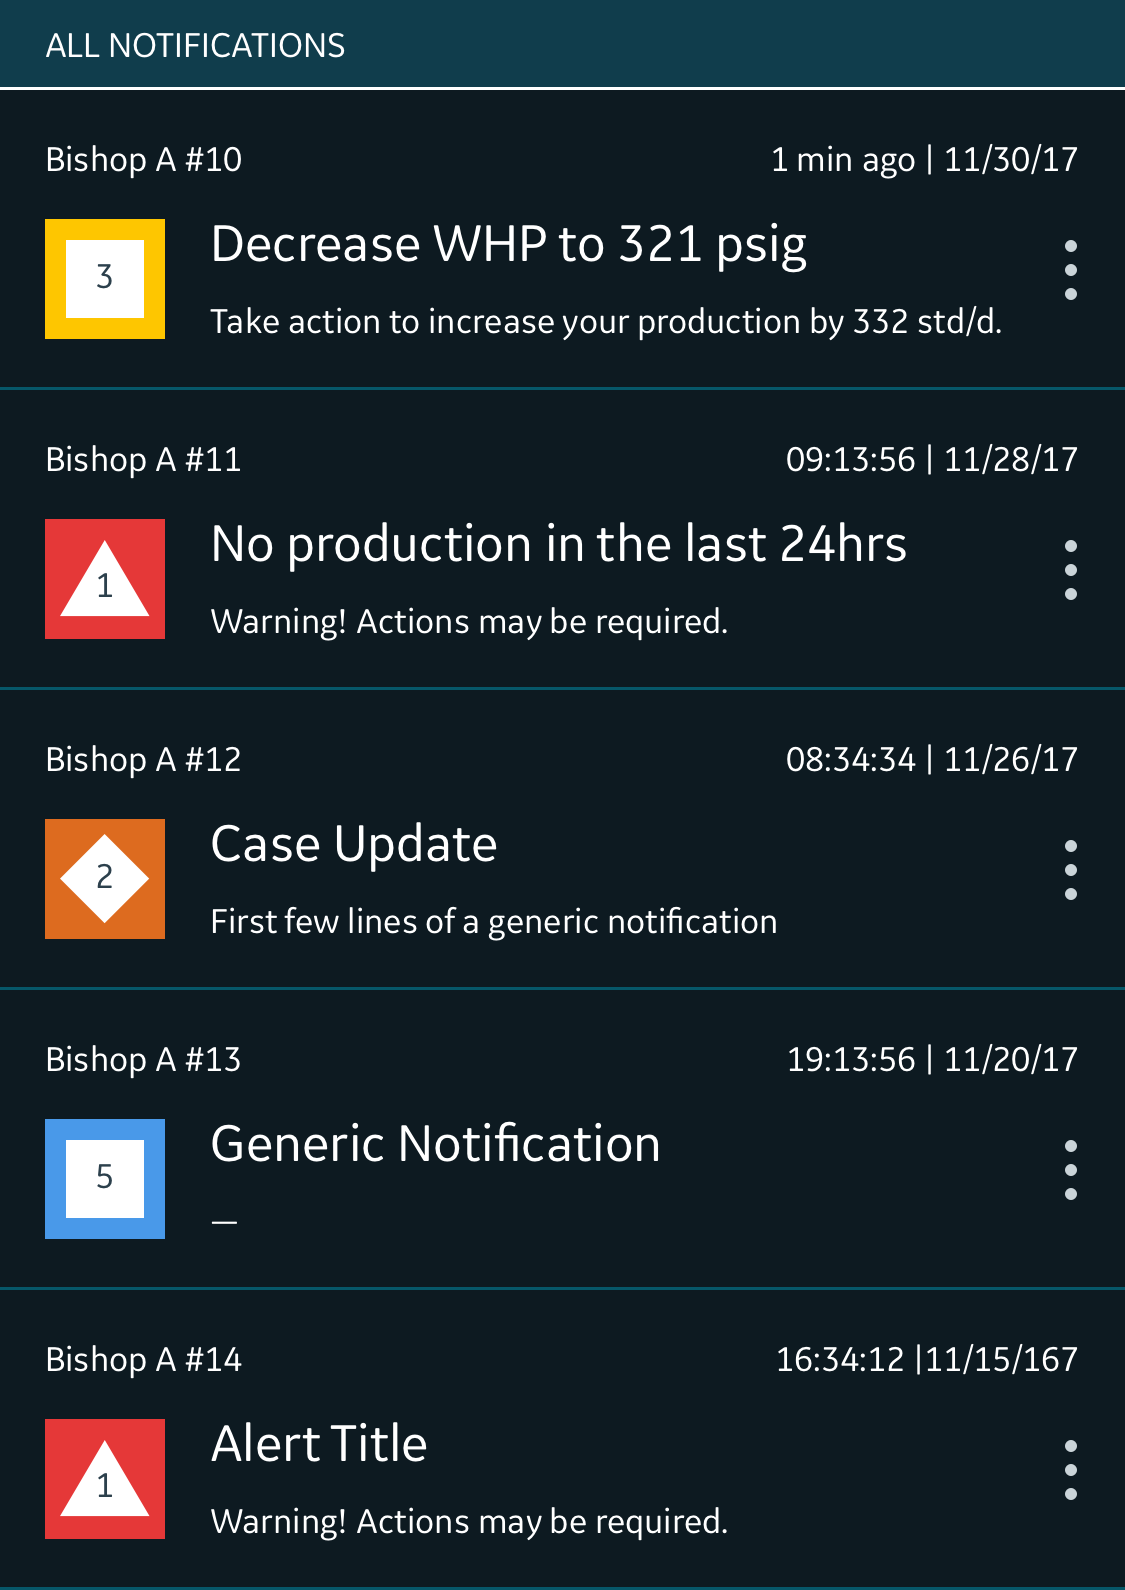 ALL NOTIFICATIONS
Bishop A #10 1 min ago | 11/30/17
3 Decrease WHP to 321 psig
Take action to increase your production by 332 std/d.
Bishop A #11 09:13:56 | 11/28/17
1 No production in the last 24hrs
Warning! Actions may be required.
Bishop A #12 08:34:34 | 11/26/17
2 Case Update
First few lines of a generic notification
Bishop A #13 19:13:56 | 11/20/17
5 Generic Notification
—
Bishop A #14 16:34:12 |11/15/167
1 Alert Title
Warning! Actions may be required.